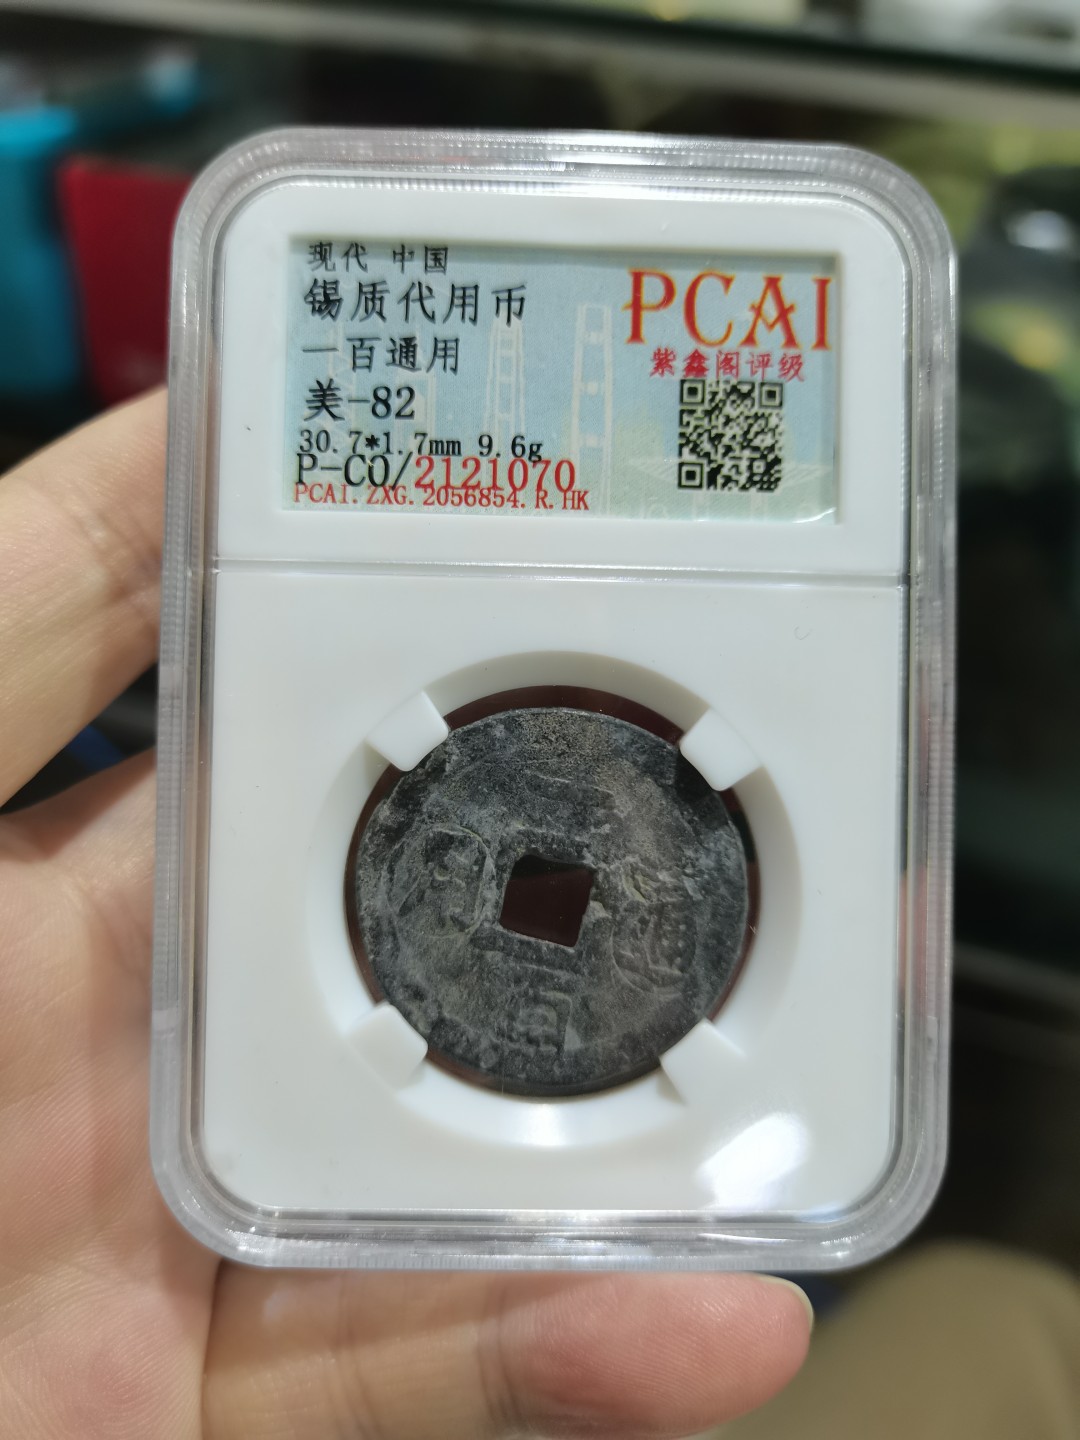 现代 中国
锡质代用币
一百通用
美-82
30.7*1.7mm 9.6g
P-CO/2121070
PCAI.ZXG.2056854.R.HK
PCAI
紫鑫阁评级